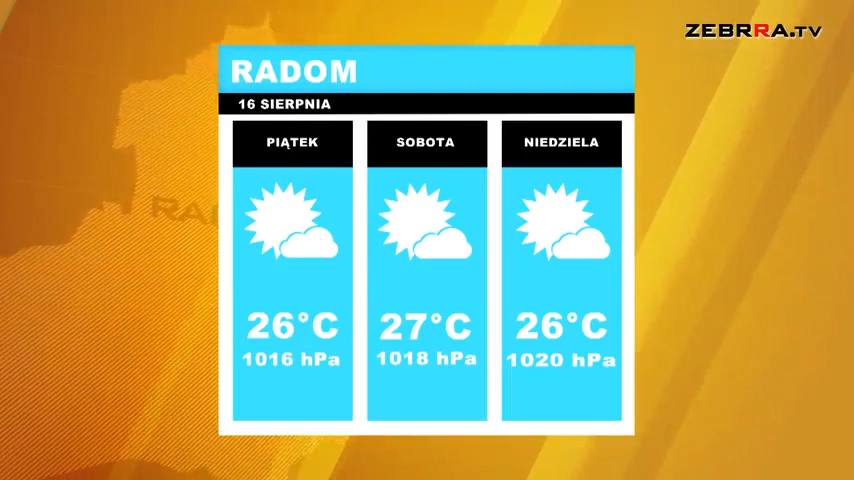 ZEBRRA.TV
RADOM
16 SIERPNIA
PIĄTEK
SOBOTA
NIEDZIELA
26°C
27°C
26°C
1016 hPa
1018 hPa
1020 hPa